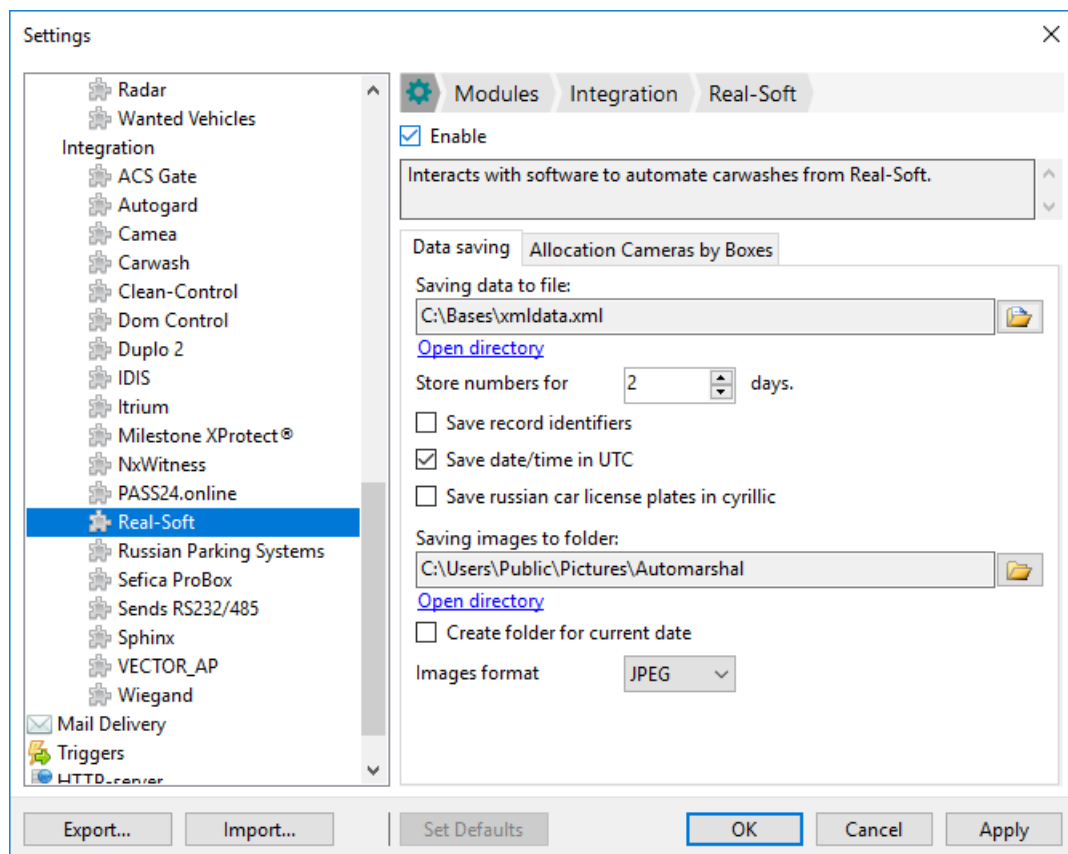 Settings
Radar
Wanted Vehicles
Integration
ACS Gate
Autogard
Camea
Carwash
Clean-Control
Dom Control
Duplo 2
IDIS
Itrium
Milestone XProtect®
NxWitness
PASS24.online
Real-Soft
Russian Parking Systems
Sefica ProBox
Sends RS232/485
Sphinx
VECTOR_AP
Wiegand
Mail Delivery
Triggers
HTTP-server
Modules Integration Real-Soft
Enable
Interacts with software to automate carwashes from Real-Soft.
Data saving Allocation Cameras by Boxes
Saving data to file:
C:\Bases\xmldata.xml
Open directory
Store numbers for 2 days.
Save record identifiers
Save date/time in UTC
Save russian car license plates in cyrillic
Saving images to folder:
C:\Users\Public\Pictures\Automarshal
Open directory
Create folder for current date
Images format JPEG
Export... Import... Set Defaults OK Cancel Apply